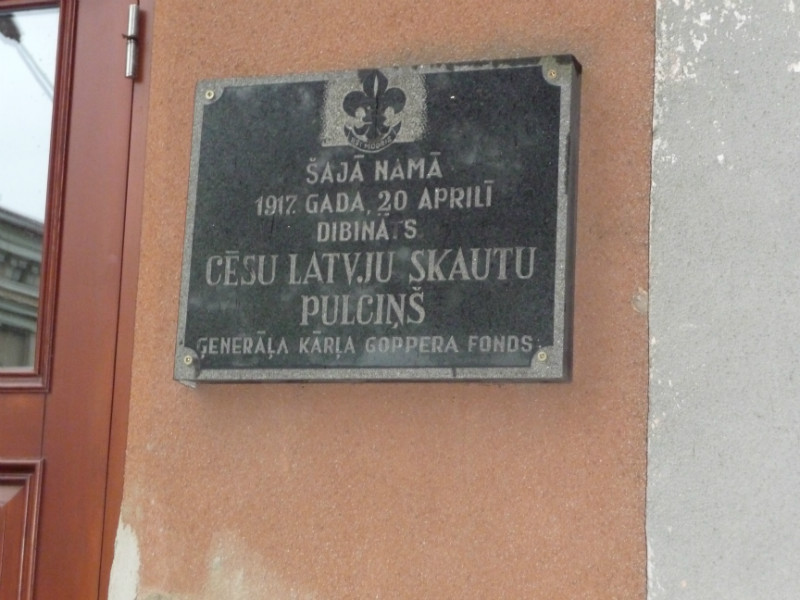 ŠAJĀ NAMĀ
1917. GADA, 20 APRILĪ
DIBINĀTS
CĒSU LATVJU SKAUTU
PULCIŅŠ
ĢENERĀĻA KĀRĻA GOPPERA FONDS